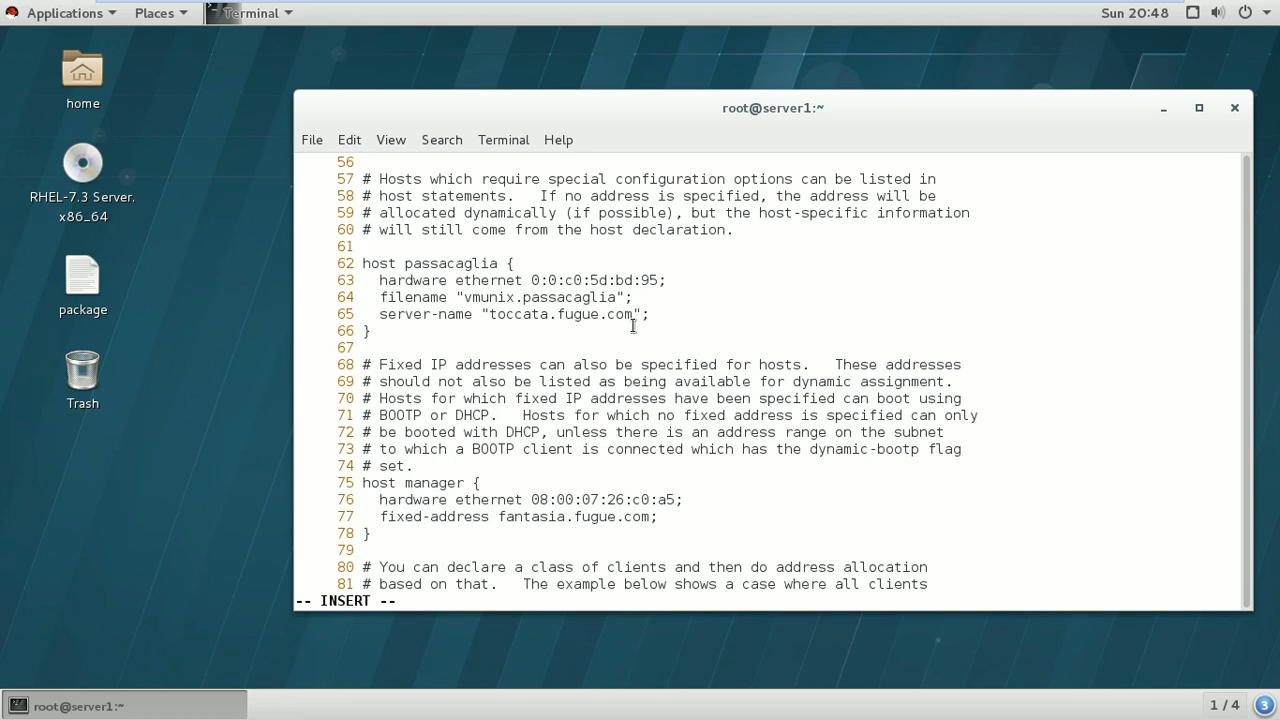 Applications
Places
Terminal
Sun 20:48
home
RHEL-7.3 Server.
x86_64
package
Trash
root@server1:~
File Edit View Search Terminal Help
56
57 # Hosts which require special configuration options can be listed in
58 # host statements.   If no address is specified, the address will be
59 # allocated dynamically (if possible), but the host-specific information
60 # will still come from the host declaration.
61
62 host passacaglia {
63   hardware ethernet 0:0:c0:5d:bd:95;
64   filename "vmunix.passacaglia";
65   server-name "toccata.fugue.com";
66 }
67
68 # Fixed IP addresses can also be specified for hosts.   These addresses
69 # should not also be listed as being available for dynamic assignment.
70 # Hosts for which fixed IP addresses have been specified can boot using
71 # BOOTP or DHCP.   Hosts for which no fixed address is specified can only
72 # be booted with DHCP, unless there is an address range on the subnet
73 # to which a BOOTP client is connected which has the dynamic-bootp flag
74 # set.
75 host manager {
76   hardware ethernet 08:00:07:26:c0:a5;
77   fixed-address fantasia.fugue.com;
78 }
79
80 # You can declare a class of clients and then do address allocation
81 # based on that.   The example below shows a case where all clients
-- INSERT --
root@server1:~
1 / 4
3